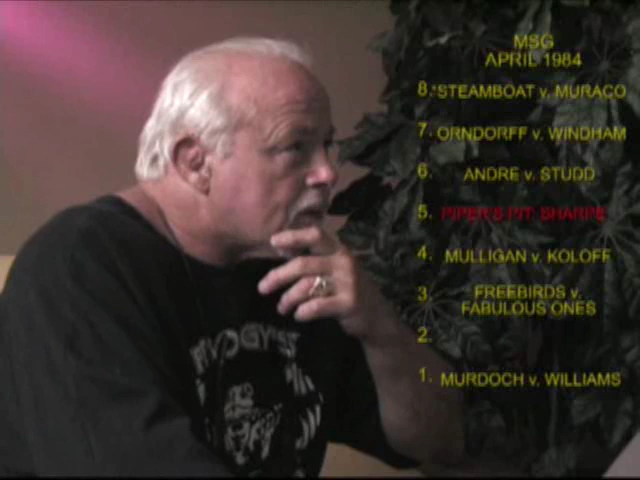 MSG
APRIL 1984
8. STEAMBOAT v. MURACO
7. ORNDORFF v. WINDHAM
6. ANDRE v. STUDD
5. PIPER'S PIT: SHARPE
4. MULLIGAN v. KOLOFF
3. FREEBIRDS v.
FABULOUS ONES
2.
1. MURDOCH v. WILLIAMS